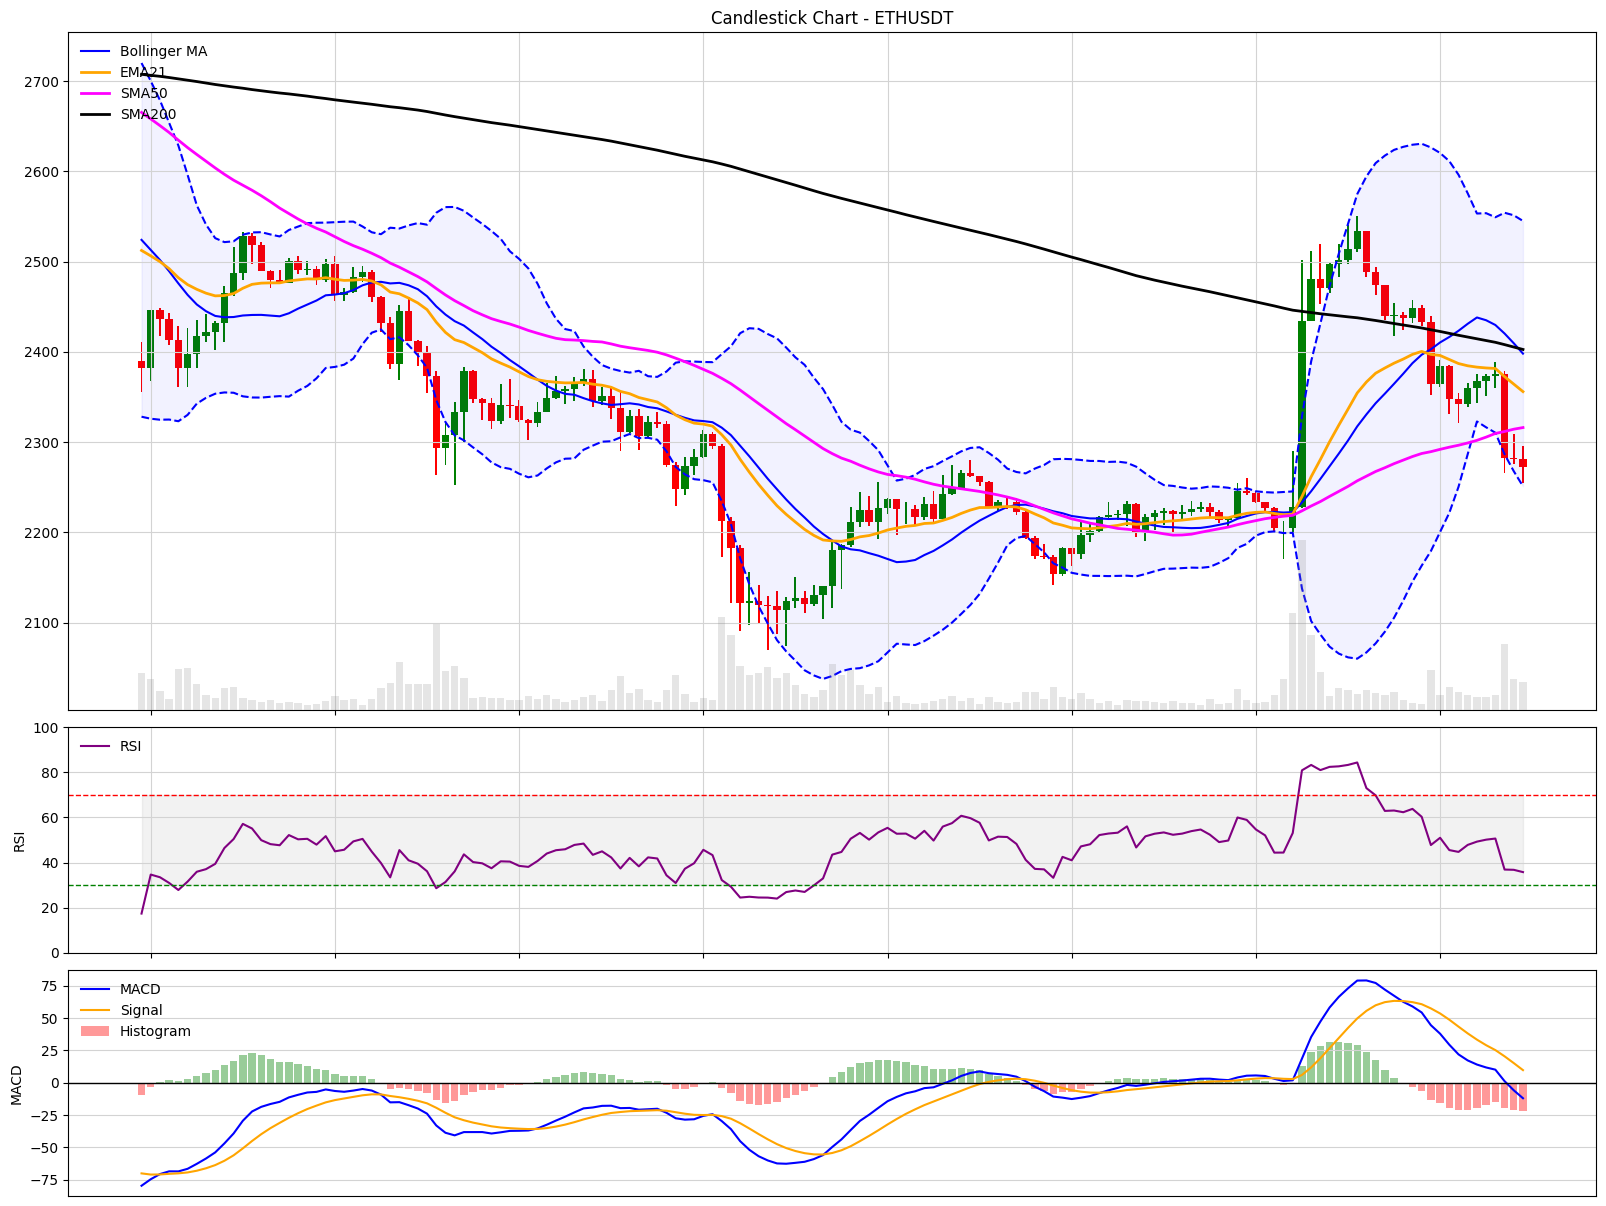 Candlestick Chart - ETHUSDT
Bollinger MA
EMA21
SMA50
SMA200
2700
2600
2500
2400
2300
2200
2100
RSI
100
80
60
40
20
0
RSI
MACD
Signal
Histogram
75
50
25
0
−25
−50
−75
MACD